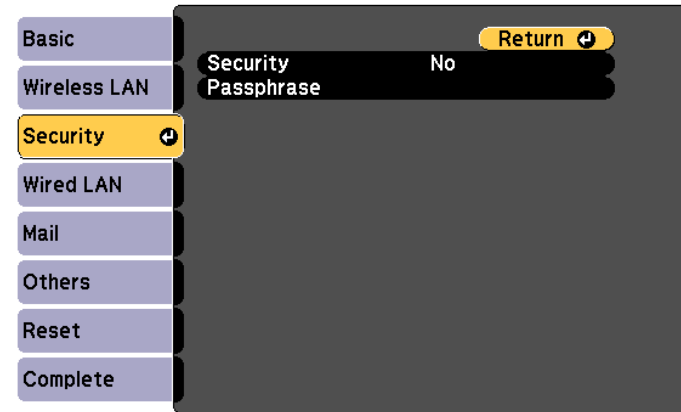 Basic
Wireless LAN
Security
Wired LAN
Mail
Others
Reset
Complete
Return
Security No
Passphrase